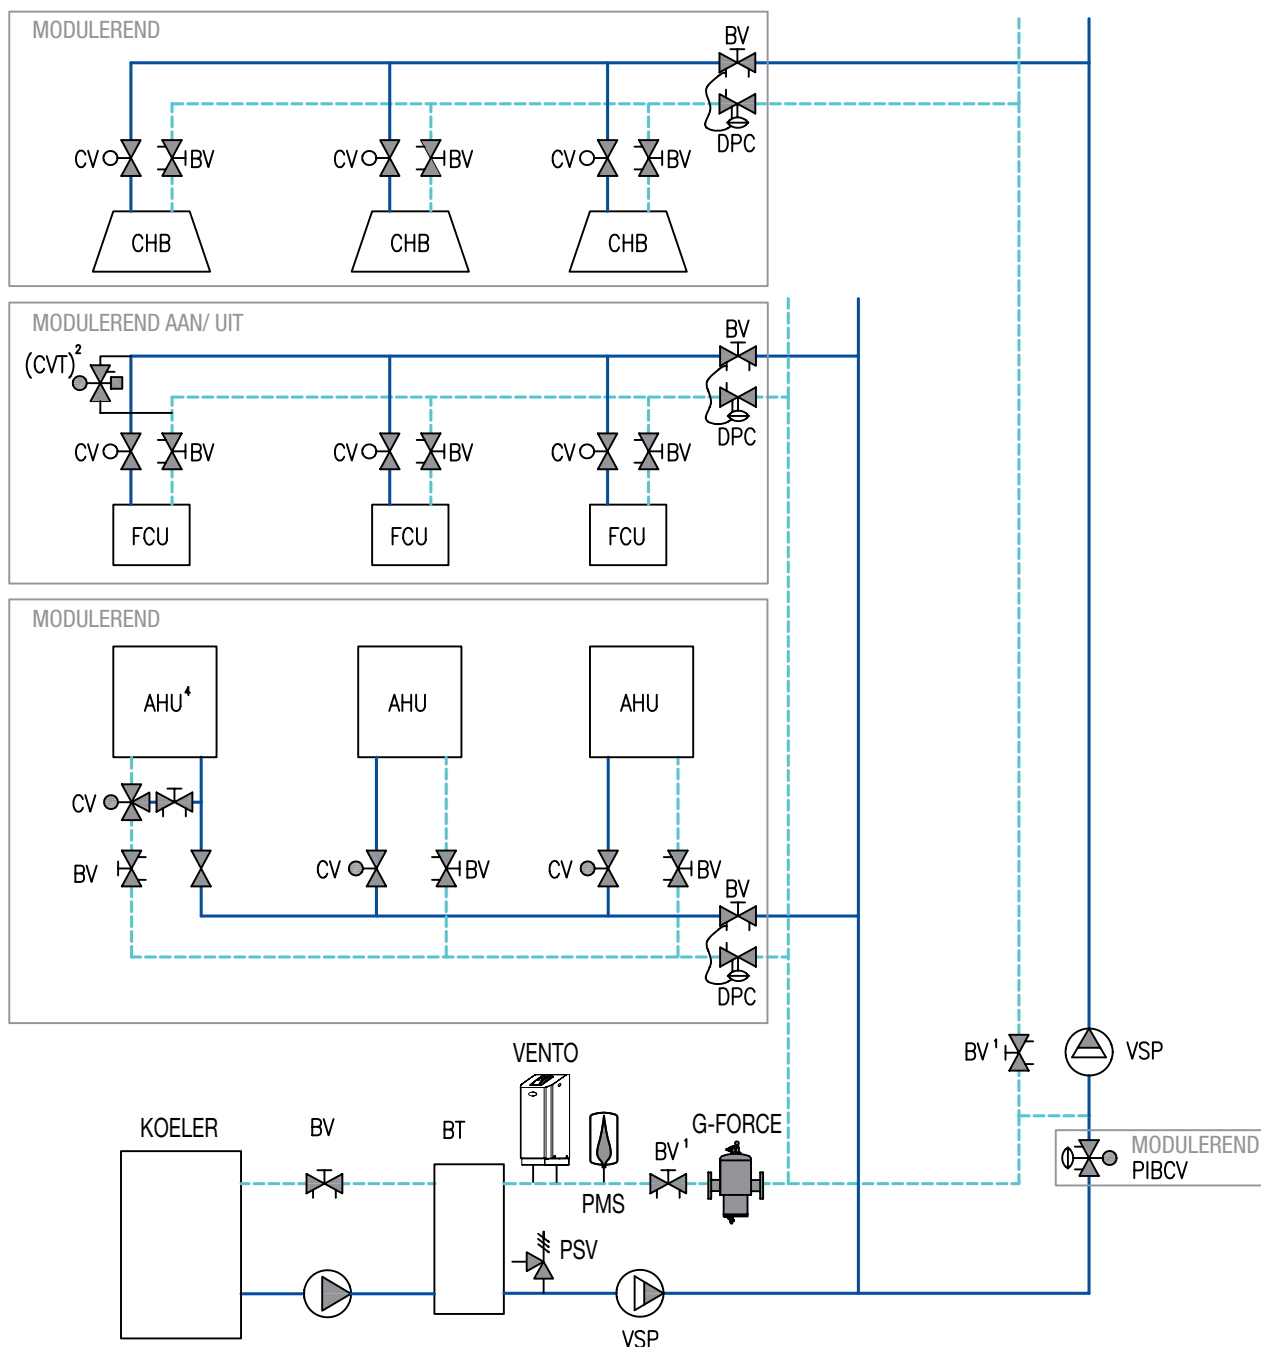 MODULEREND
BV
DPC
CV BV CV BV CV BV
CHB CHB CHB
MODULEREND AAN/ UIT
(CVT)²
BV
DPC
CV BV CV BV CV BV
FCU FCU FCU
MODULEREND
AHU⁴ AHU AHU
CV
BV CV BV CV BV
BV
DPC
VENTO
BV¹ VSP
KOELER BV BT G-FORCE
BV¹
MODULEREND
PIBCV
PMS
PSV
VSP